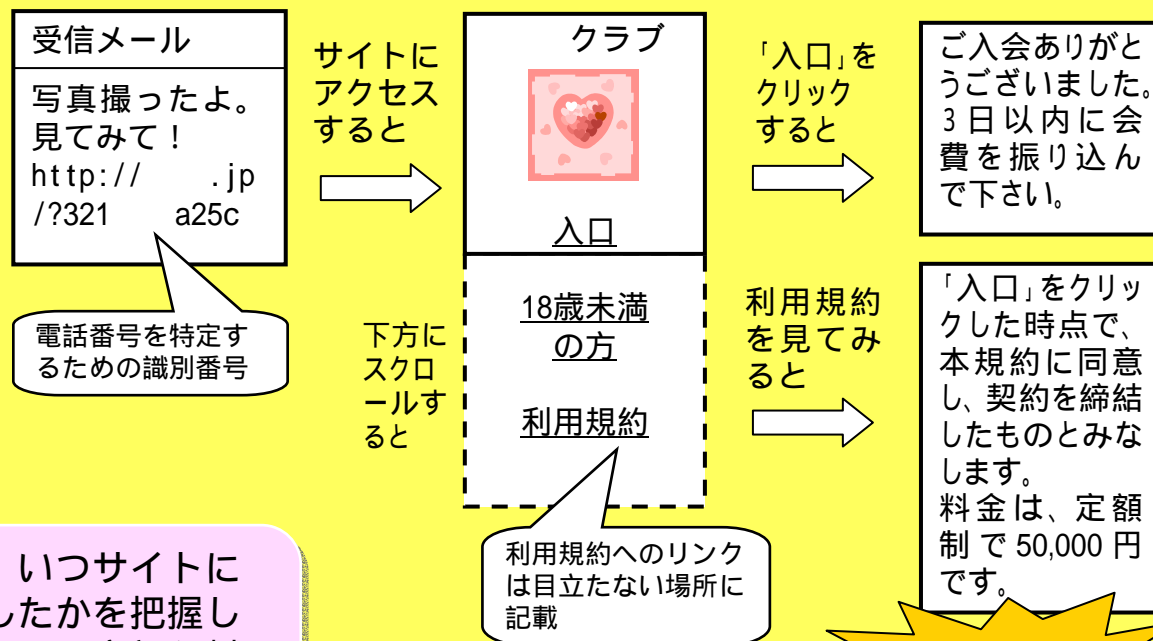 受信メール
写真撮ったよ。
見てみて！
http://　　.jp
/?321　　a25c
電話番号を特定す
るための識別番号
サイトに
アクセス
すると
クラブ
入口
下方に
スクロ
ールす
ると
18歳未満
の方
利用規約
利用規約へのリンク
は目立たない場所に
記載
「入口」を
クリック
すると
ご入会ありがと
うございました。
3日以内に会
費を振り込ん
で下さい。
利用規約
を見てみ
ると
「入口」をクリッ
クした時点で、
本規約に同意
し、契約を締結
したものとみな
します。
料金は、定額
制で50,000円
です。
いつサイトに
したかを把握し